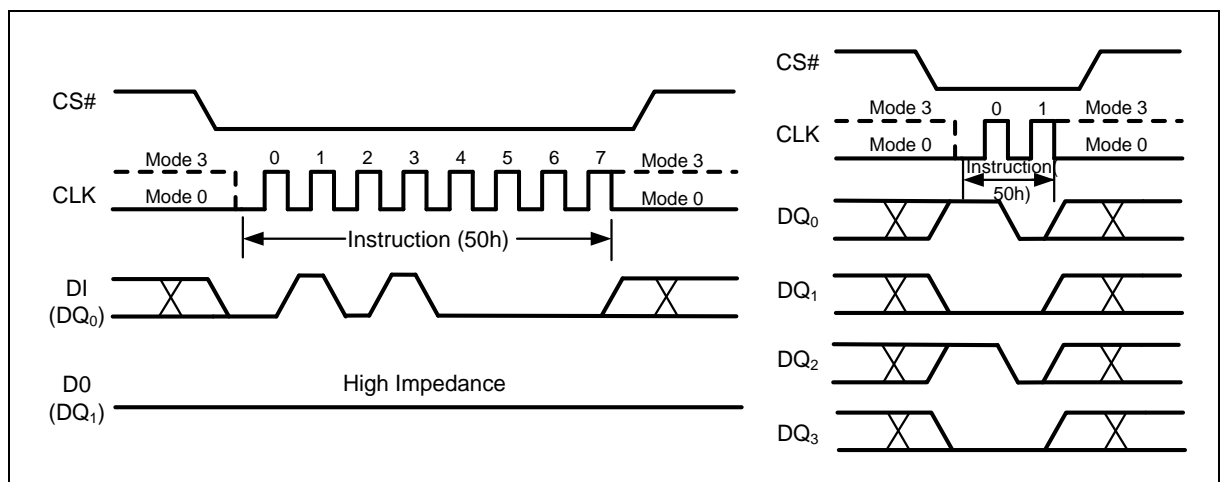 CS#
Mode 3
0 1 2 3 4 5 6 7
Mode 3
CLK
Mode 0
Mode 0
Instruction (50h)
DI
(DQ0)
D0
(DQ1)
High Impedance
CS#
Mode 3
0 1
Mode 3
CLK
Mode 0
Mode 0
Instruction(
50h)
DQ0
DQ1
DQ2
DQ3